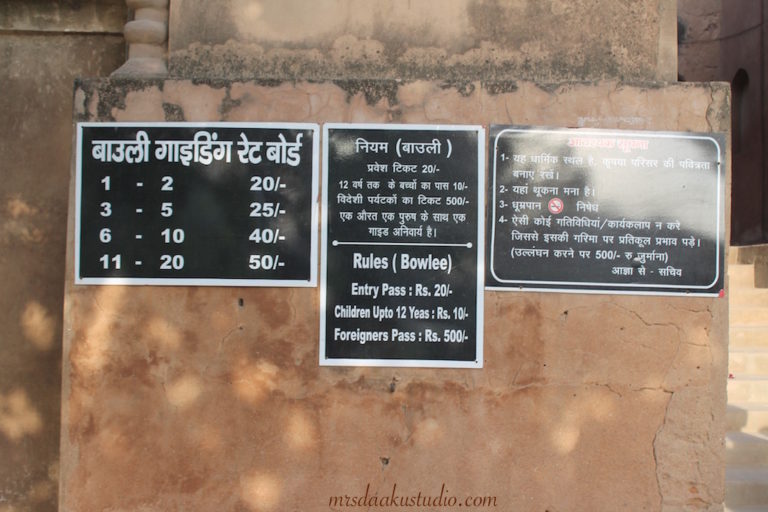 बाउली गाइडिंग रेट बोर्ड
1 - 2 20/-
3 - 5 25/-
6 - 10 40/-
11 - 20 50/-
नियम (बाउली )
प्रवेश टिकट 20/-
12 वर्ष तक के बच्चों का पास 10/-
विदेशी पर्यटकों का टिकट 500/-
एक औरत एक पुरुष के साथ एक
गाइड अनिवार्य है।
Rules ( Bowlee)
Entry Pass : Rs. 20/-
Children Upto 12 Yeas : Rs. 10/-
Foreigners Pass : Rs. 500/-
आवश्यक सूचना
1- यह धार्मिक स्थल है, कृपया परिसर की पवित्रता
बनाए रखें।
2- यहां थूकना मना है।
3- धूम्रपान निषेध
4- ऐसी कोई गतिविधियां/कार्यकलाप न करे
जिससे इसकी गरिमा पर प्रतिकूल प्रभाव पड़े।
(उल्लंघन करने पर 500/- रु जुर्माना)
आज्ञा से - सचिव
mrsdaakustudio.com